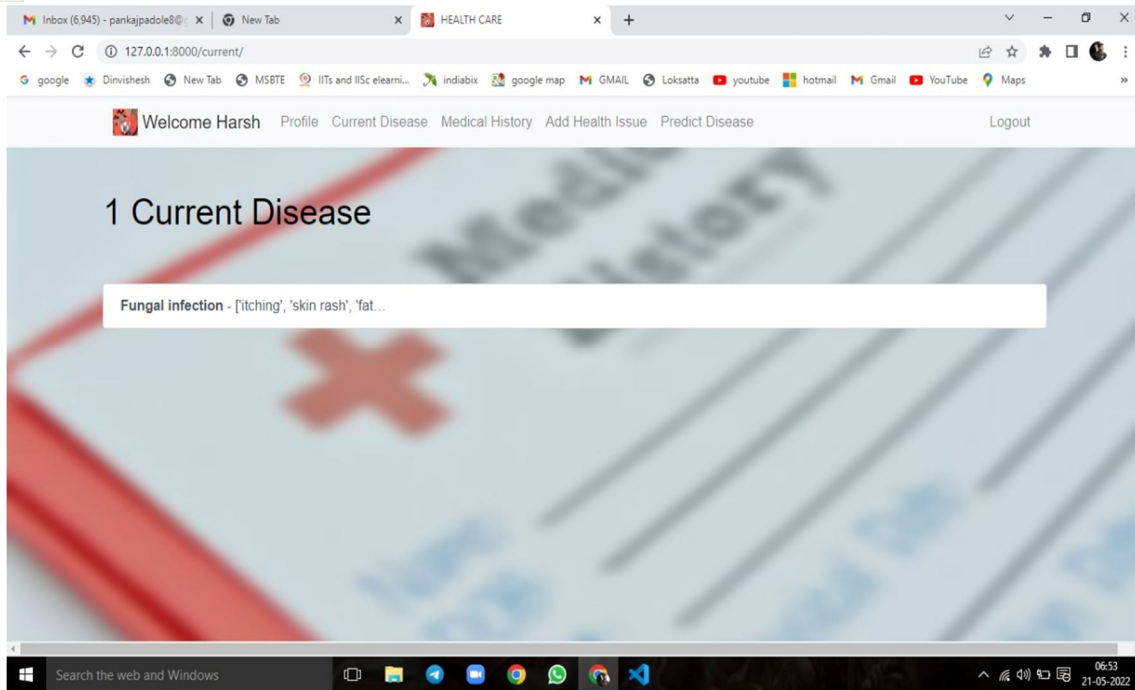 Inbox (6,945) - pankajpadole8@g
New Tab
HEALTH CARE
127.0.0.1:8000/current/
google Dinvishesh New Tab MSBTE IITs and IISc elearni... indiabix google map GMAIL Loksatta youtube hotmail Gmail YouTube Maps »
Welcome Harsh Profile Current Disease Medical History Add Health Issue Predict Disease Logout
Medical
History
1 Current Disease
Fungal infection - ['itching', 'skin rash', 'fat...
Search the web and Windows
06:53
21-05-2022